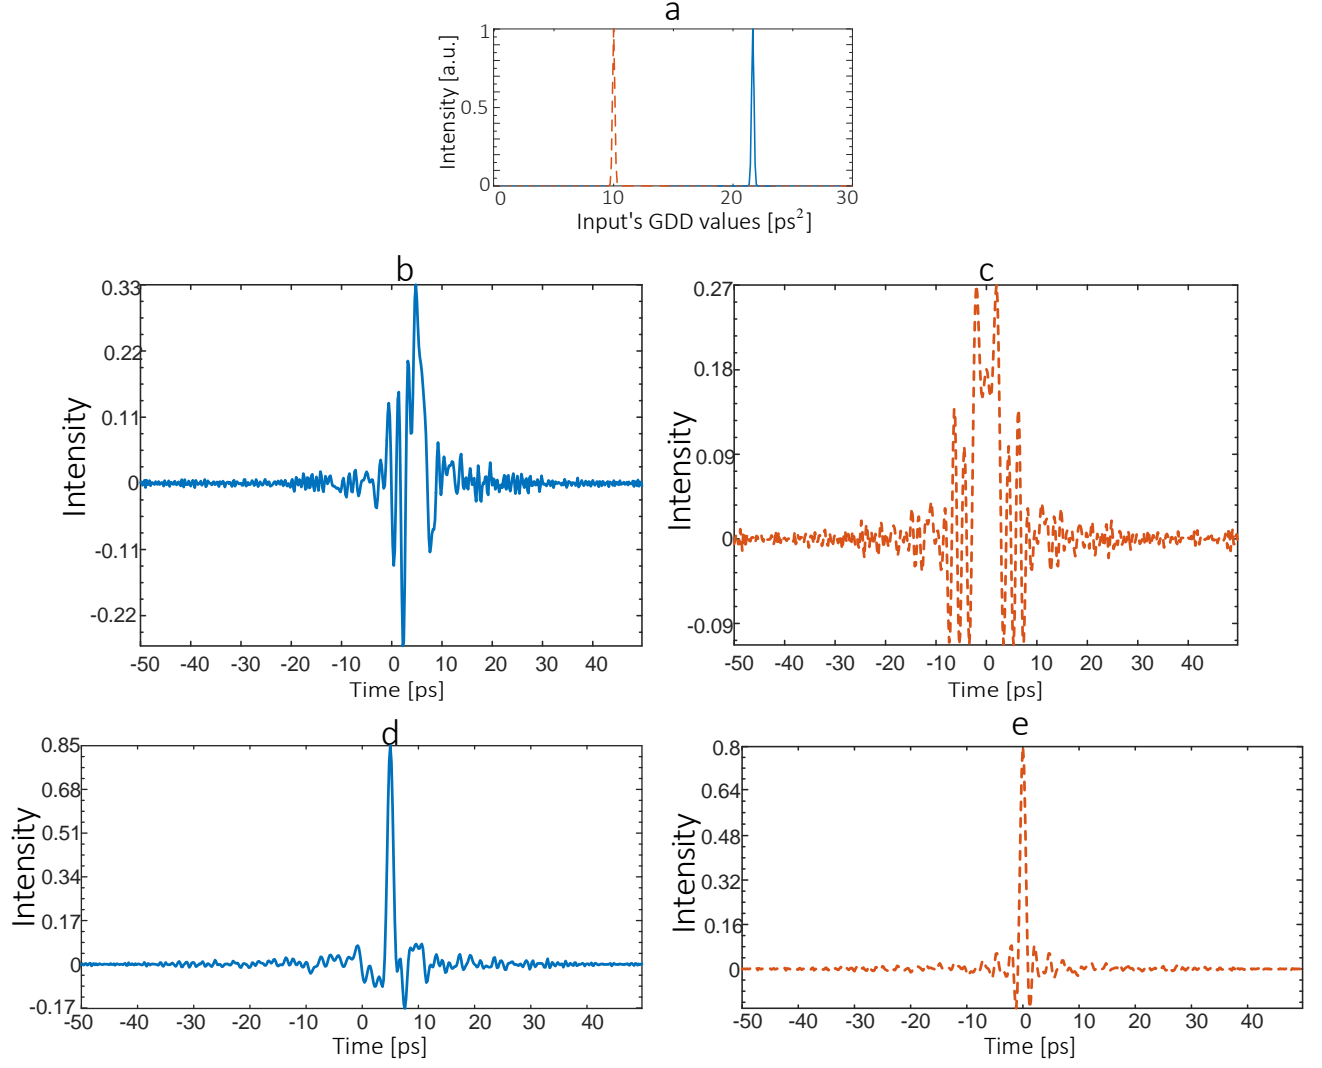 a
Intensity [a.u.]
1
0.5
0
0 10 20 30
Input's GDD values [ps²]
b
Intensity
0.33
0.22
0.11
0
-0.11
-0.22
-50 -40 -30 -20 -10 0 10 20 30 40
Time [ps]
c
Intensity
0.27
0.18
0.09
0
-0.09
-50 -40 -30 -20 -10 0 10 20 30 40
Time [ps]
d
Intensity
0.85
0.68
0.51
0.34
0.17
0
-0.17
-50 -40 -30 -20 -10 0 10 20 30 40
Time [ps]
e
Intensity
0.8
0.64
0.48
0.32
0.16
0
-50 -40 -30 -20 -10 0 10 20 30 40
Time [ps]